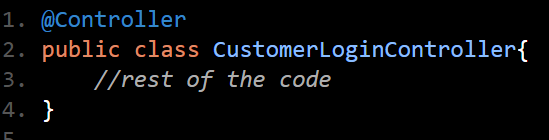 1. @Controller
2. public class CustomerLoginController{
3.     //rest of the code
4. }
5